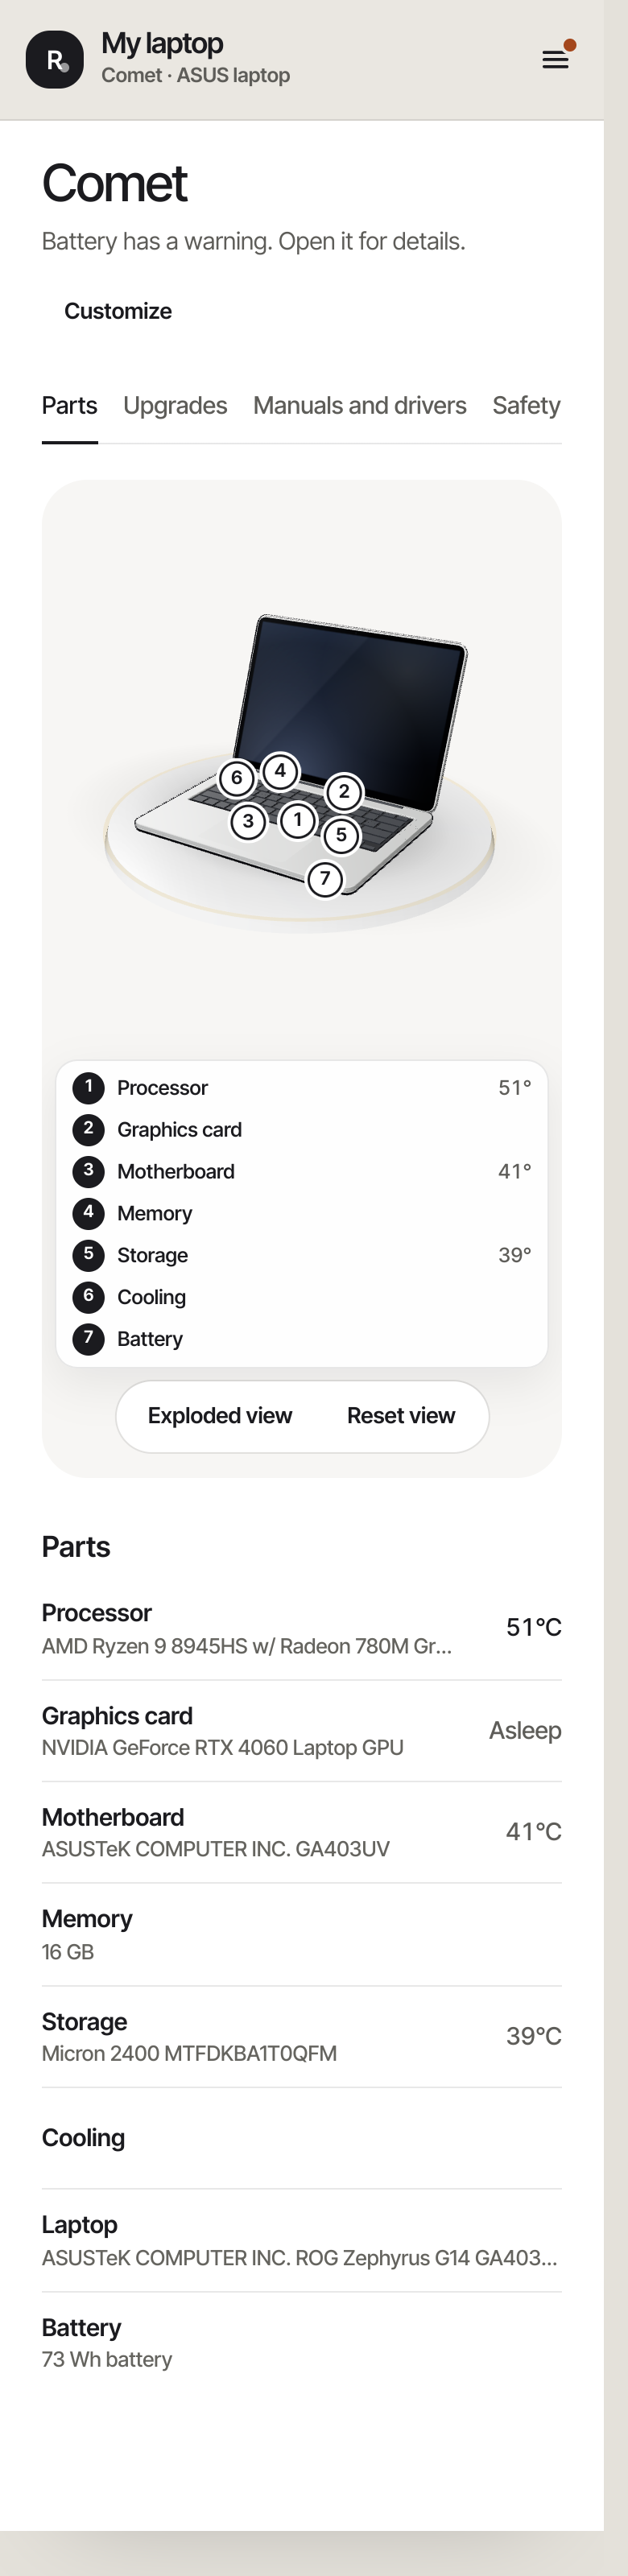 R
My laptop
Comet · ASUS laptop
Comet
Battery has a warning. Open it for details.
Customize
Parts Upgrades Manuals and drivers Safety
6 4 2
3 1 5
7
1 Processor 51°
2 Graphics card
3 Motherboard 41°
4 Memory
5 Storage 39°
6 Cooling
7 Battery
Exploded view Reset view
Parts
Processor
AMD Ryzen 9 8945HS w/ Radeon 780M Gr...
51°C
Graphics card
NVIDIA GeForce RTX 4060 Laptop GPU
Asleep
Motherboard
ASUSTeK COMPUTER INC. GA403UV
41°C
Memory
16 GB
Storage
Micron 2400 MTFDKBA1T0QFM
39°C
Cooling
Laptop
ASUSTeK COMPUTER INC. ROG Zephyrus G14 GA403...
Battery
73 Wh battery